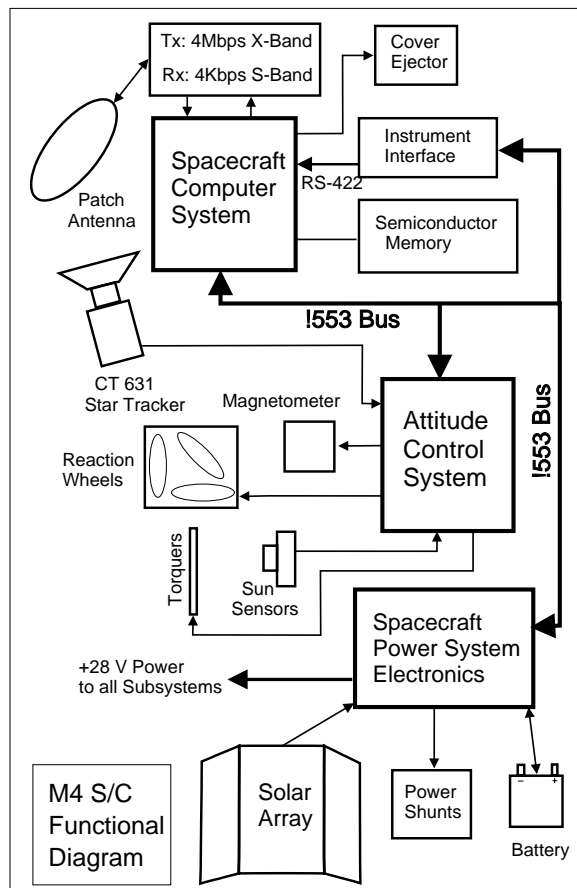 Tx: 4Mbps X-Band
Rx: 4Kbps S-Band
Cover
Ejector
Spacecraft
Computer
System
Instrument
Interface
RS-422
Patch
Antenna
Semiconductor
Memory
!553 Bus
CT 631
Star Tracker
Magnetometer
Attitude
Control
System
!553 Bus
Reaction
Wheels
Torquers
Sun
Sensors
Spacecraft
Power System
Electronics
+28 V Power
to all Subsystems
M4 S/C
Functional
Diagram
Solar
Array
Power
Shunts
− +
Battery